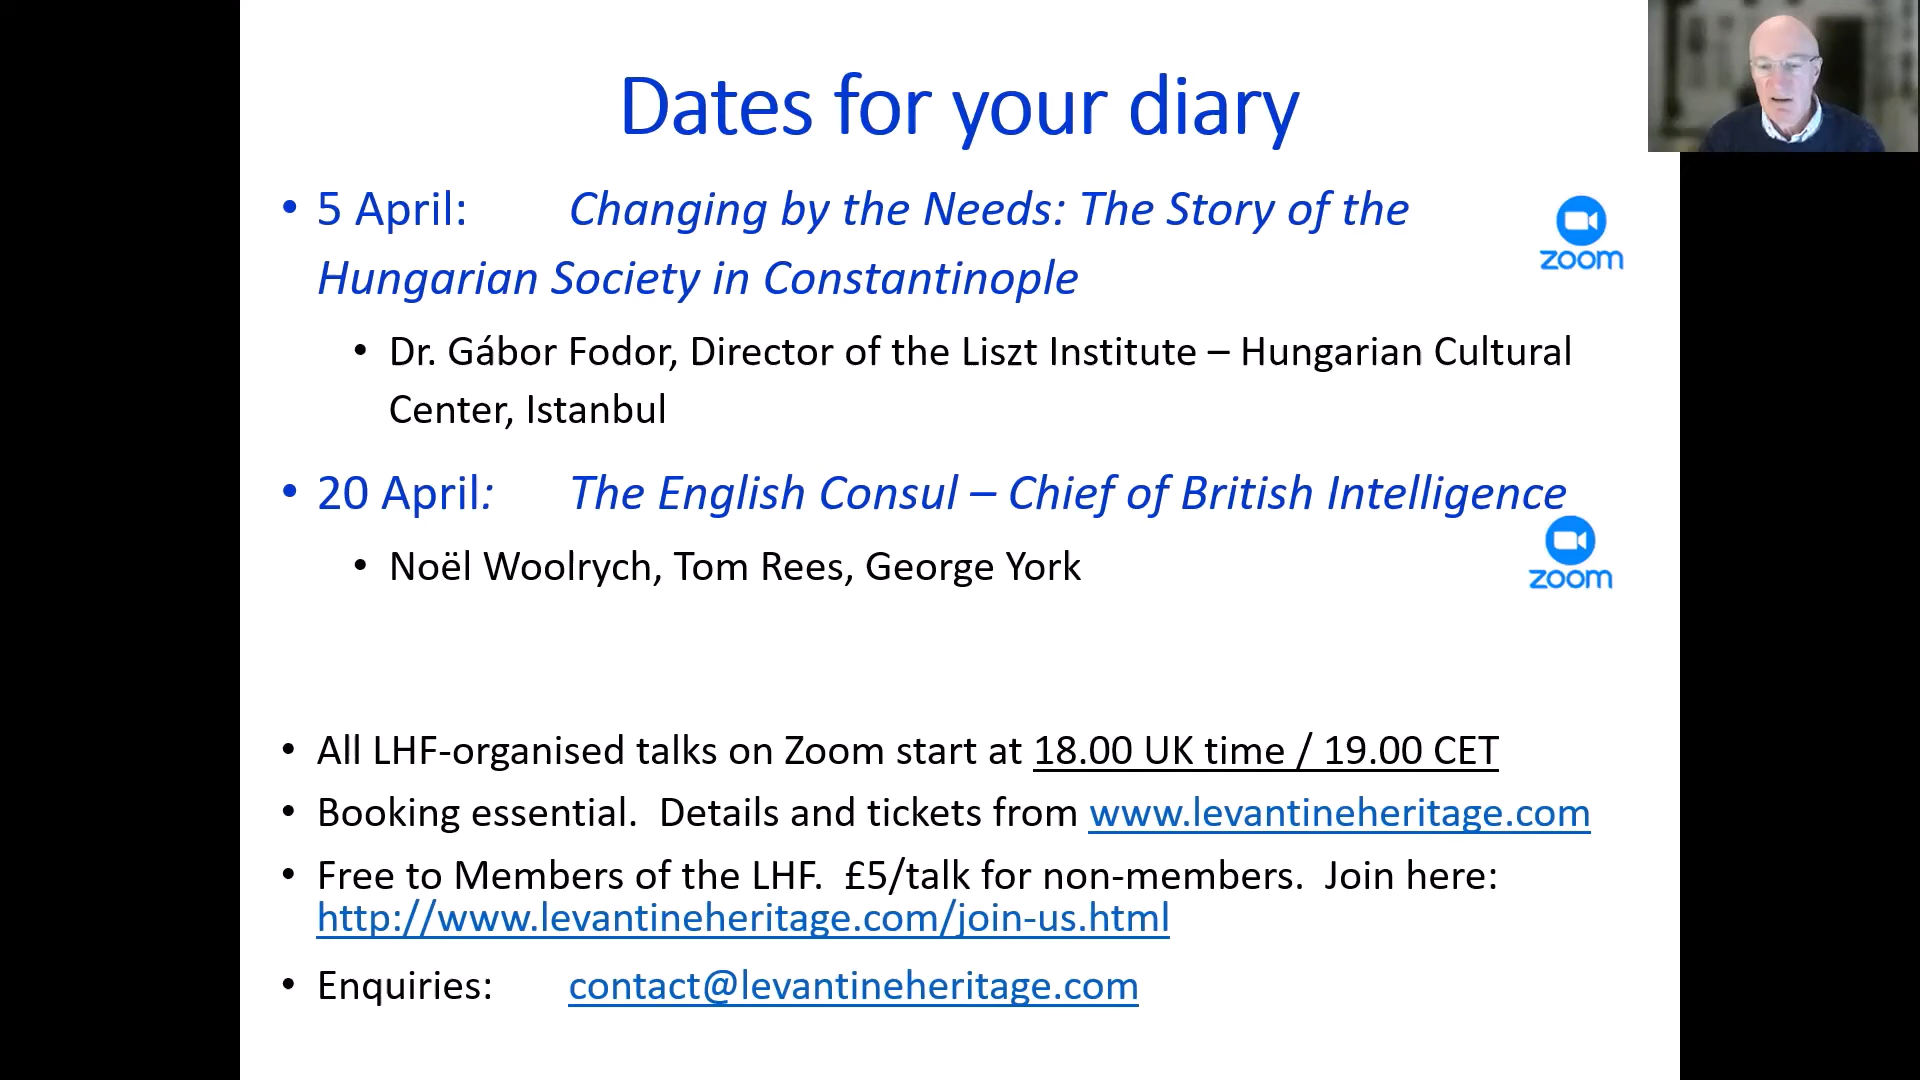 Dates for your diary
• 5 April: Changing by the Needs: The Story of the
Hungarian Society in Constantinople
zoom
• Dr. Gábor Fodor, Director of the Liszt Institute – Hungarian Cultural
Center, Istanbul
• 20 April: The English Consul – Chief of British Intelligence
• Noël Woolrych, Tom Rees, George York
zoom
• All LHF-organised talks on Zoom start at 18.00 UK time / 19.00 CET
• Booking essential. Details and tickets from www.levantineheritage.com
• Free to Members of the LHF. £5/talk for non-members. Join here:
http://www.levantineheritage.com/join-us.html
• Enquiries: contact@levantineheritage.com